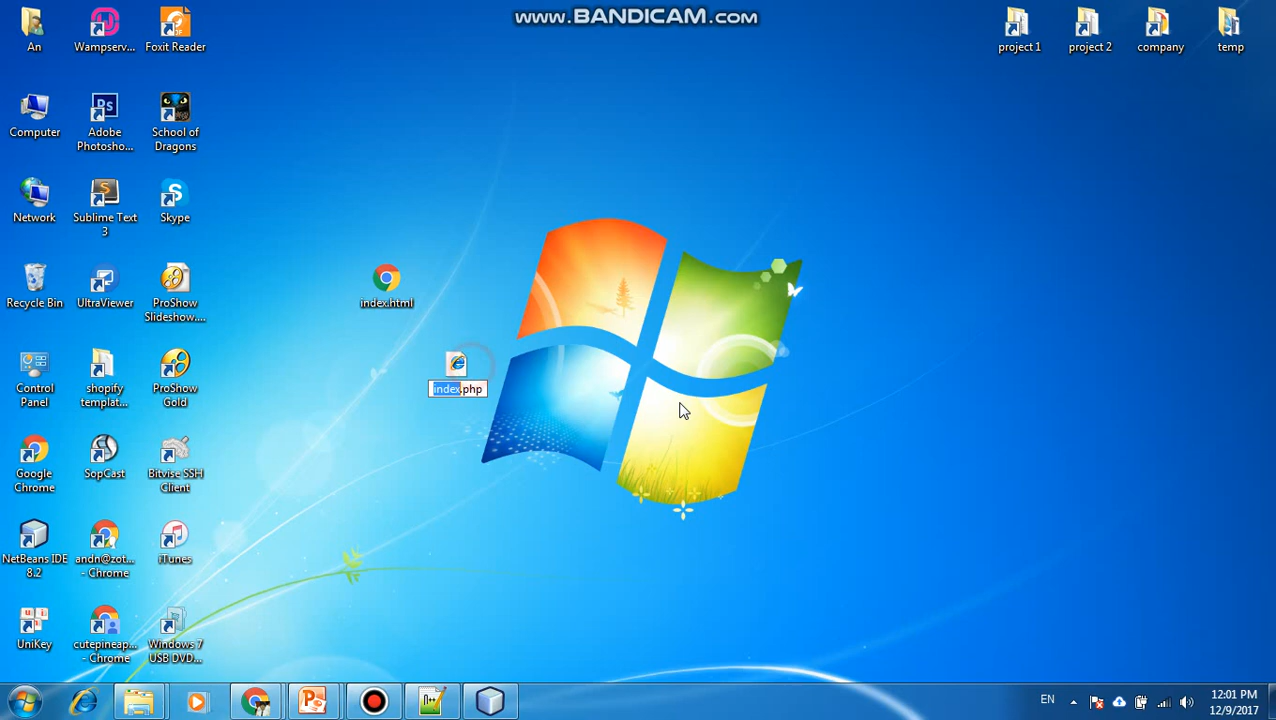 www.BANDICAM.com
An
Wampserv...
Foxit Reader
project 1
project 2
company
temp
Computer
Adobe
Photosho...
School of
Dragons
Network
Sublime Text
3
Skype
Recycle Bin
UltraViewer
ProShow
Slideshow....
index.html
Control
Panel
shopify
templat...
ProShow
Gold
index.php
Google
Chrome
SopCast
Bitvise SSH
Client
NetBeans IDE
8.2
andn@zot...
- Chrome
iTunes
UniKey
cutepineap...
- Chrome
Windows 7
USB DVD...
EN
12:01 PM
12/9/2017